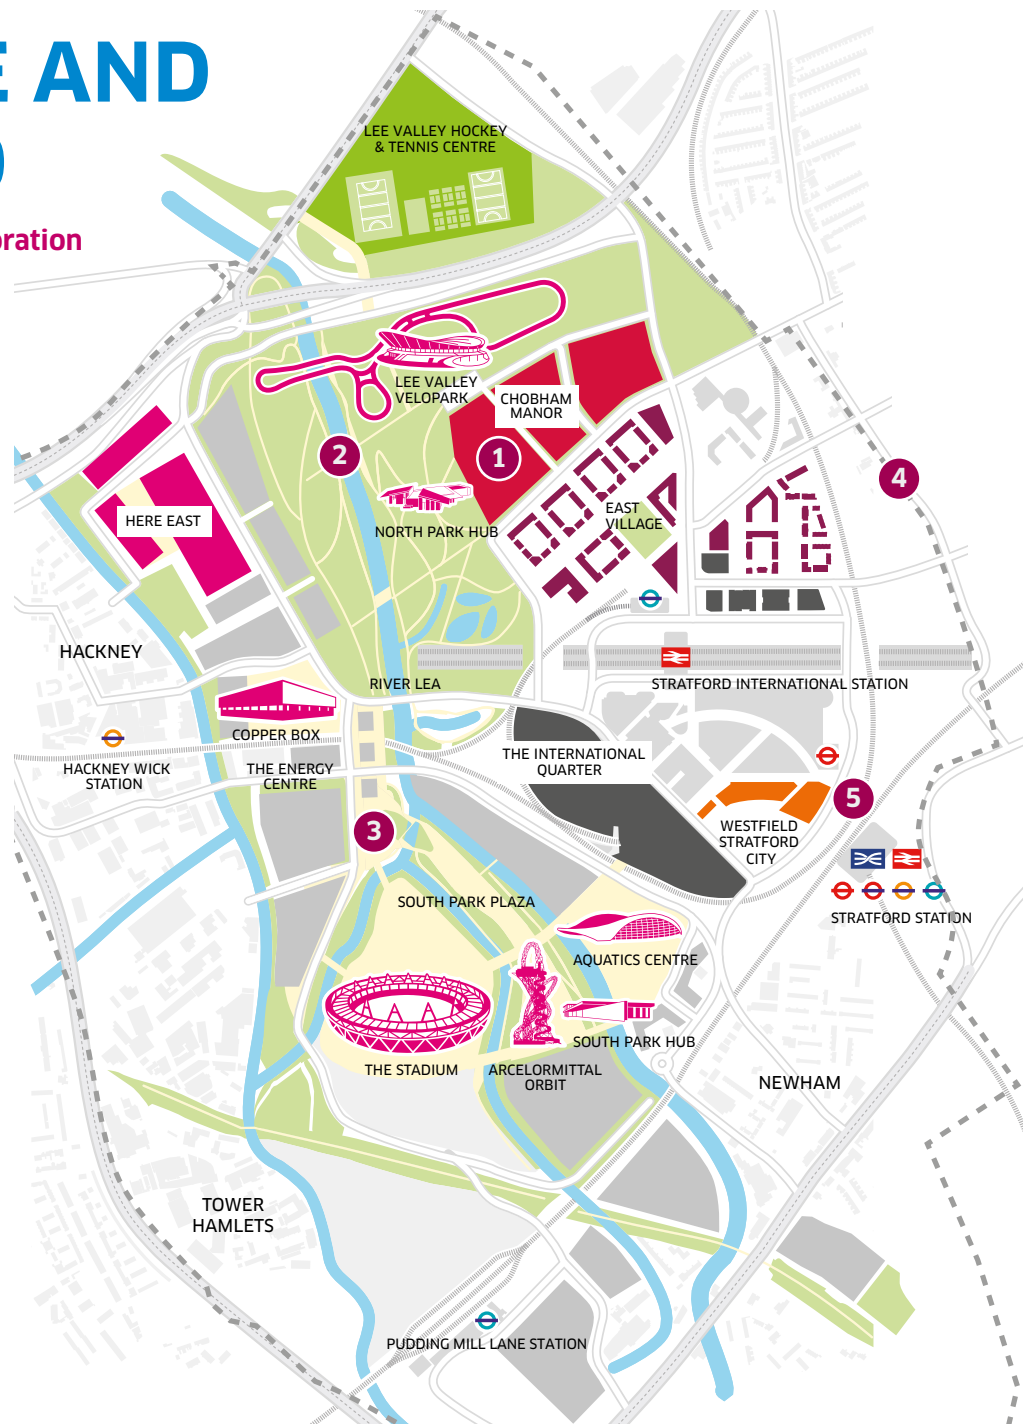 E AND
oration
LEE VALLEY HOCKEY
& TENNIS CENTRE
LEE VALLEY
VELOPARK
CHOBHAM
MANOR
1
2
4
NORTH PARK HUB
EAST
VILLAGE
HERE EAST
HACKNEY
RIVER LEA
STRATFORD INTERNATIONAL STATION
COPPER BOX
HACKNEY WICK
STATION
THE ENERGY
CENTRE
THE INTERNATIONAL
QUARTER
5
3
WESTFIELD
STRATFORD
CITY
SOUTH PARK PLAZA
STRATFORD STATION
AQUATICS CENTRE
SOUTH PARK HUB
THE STADIUM
ARCELORMITTAL
ORBIT
NEWHAM
TOWER
HAMLETS
PUDDING MILL LANE STATION